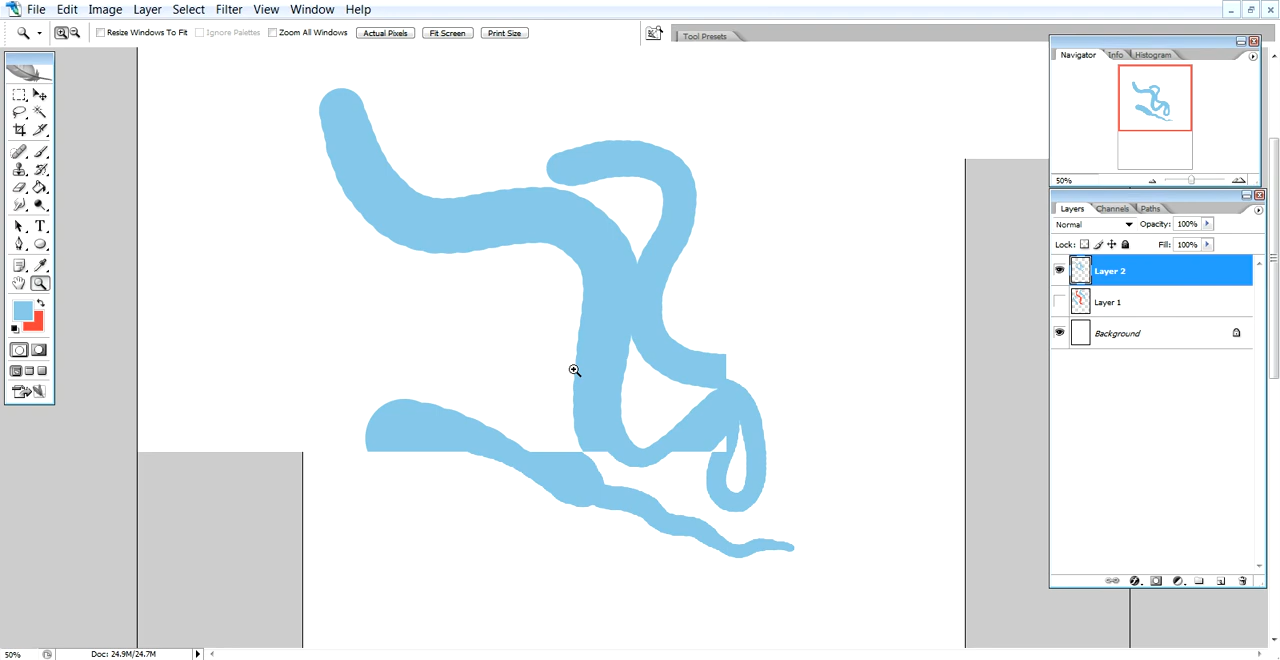 File Edit Image Layer Select Filter View Window Help
Resize Windows To Fit Ignore Palettes Zoom All Windows Actual Pixels Fit Screen Print Size Tool Presets
Navigator Info Histogram
50%
Layers Channels Paths
Normal Opacity: 100%
Lock: Fill: 100%
Layer 2
Layer 1
Background
50% Doc: 24.9M/24.7M